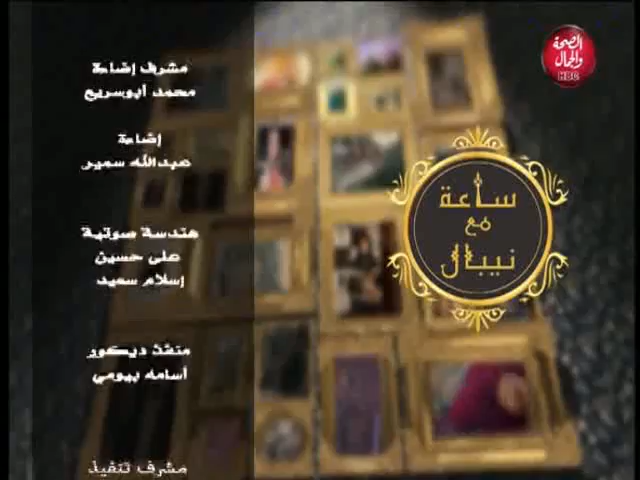 الصحة
والجمال
HBC
مشرف إضاءة
محمد أبوسريع
إضاءة
عبدالله سمير
هندسة صوتية
على حسين
إسلام سعيد
منفذ ديكور
أسامه بيومي
مشرف تنفيذ
ساعة
مع
نيبال